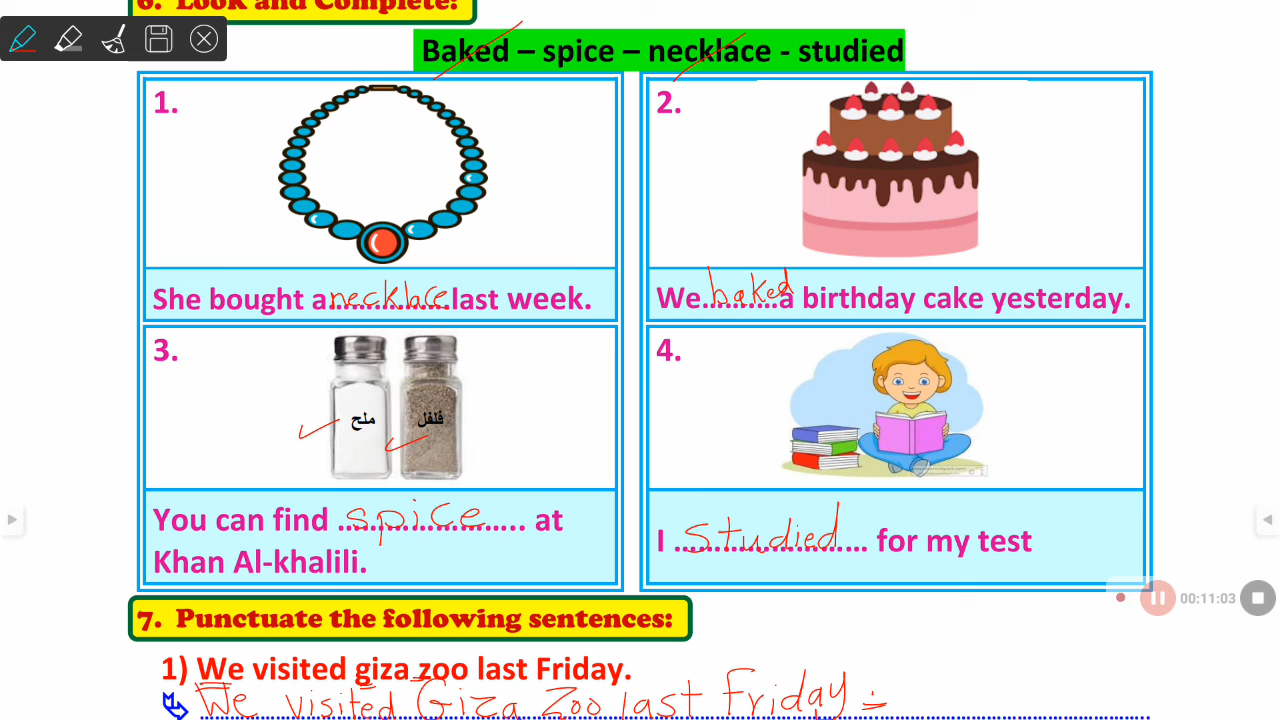 6. Look and Complete:
Baked – spice – necklace - studied
1.
She bought a necklace last week.
2.
We baked a birthday cake yesterday.
3.
ملح
فلفل
You can find spice at
Khan Al-khalili.
4.
I studied for my test
7. Punctuate the following sentences:
1) We visited giza zoo last Friday.
We visited Giza Zoo last Friday.
00:11:03